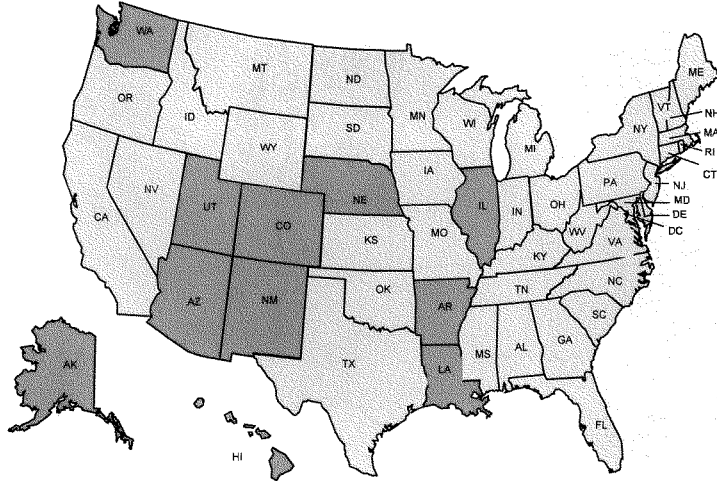 WA
MT
ND
ME
OR
MN
VT
NH
ID
SD
WI
NY
MA
WY
MI
RI
CT
IA
PA
NE
NJ
NV
OH
MD
UT
IL
IN
DE
CA
CO
WV
DC
KS
MO
KY
VA
OK
TN
NC
AZ
NM
AR
SC
MS
AL
GA
TX
AK
LA
FL
HI